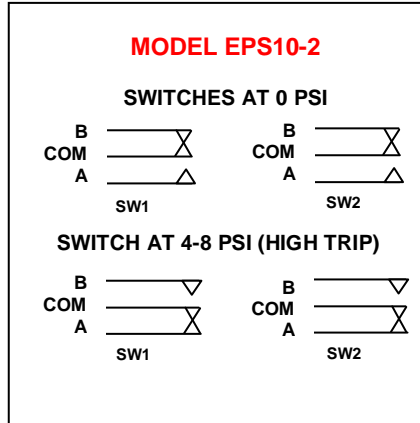 MODEL EPS10-2
SWITCHES AT 0 PSI
B B
COM COM
A A
SW1 SW2
SWITCH AT 4-8 PSI (HIGH TRIP)
B B
COM COM
A A
SW1 SW2